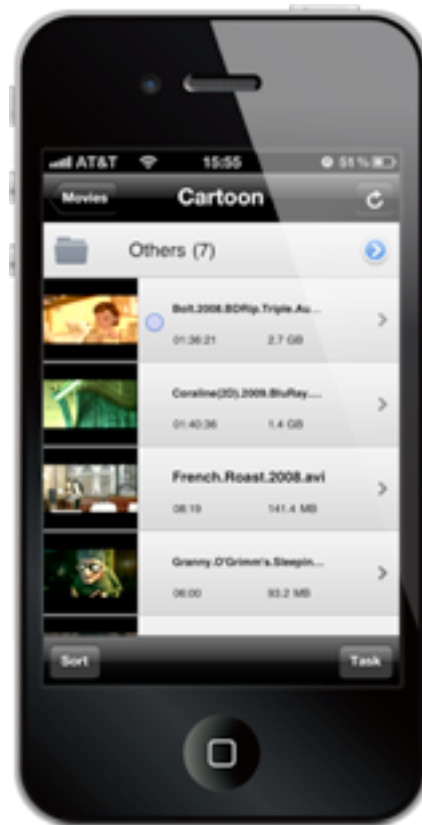 AT&T 15:55 51%
Movies Cartoon
Others (7)
Bolt.2008.BDRip.Triple.Au...
01:36:21 2.7 GB
Coraline(2D).2009.BluRay....
01:40:36 1.4 GB
French.Roast.2008.avi
08:19 141.4 MB
Granny.O'Grimm's.Sleepin...
06:00 93.2 MB
Sort Task